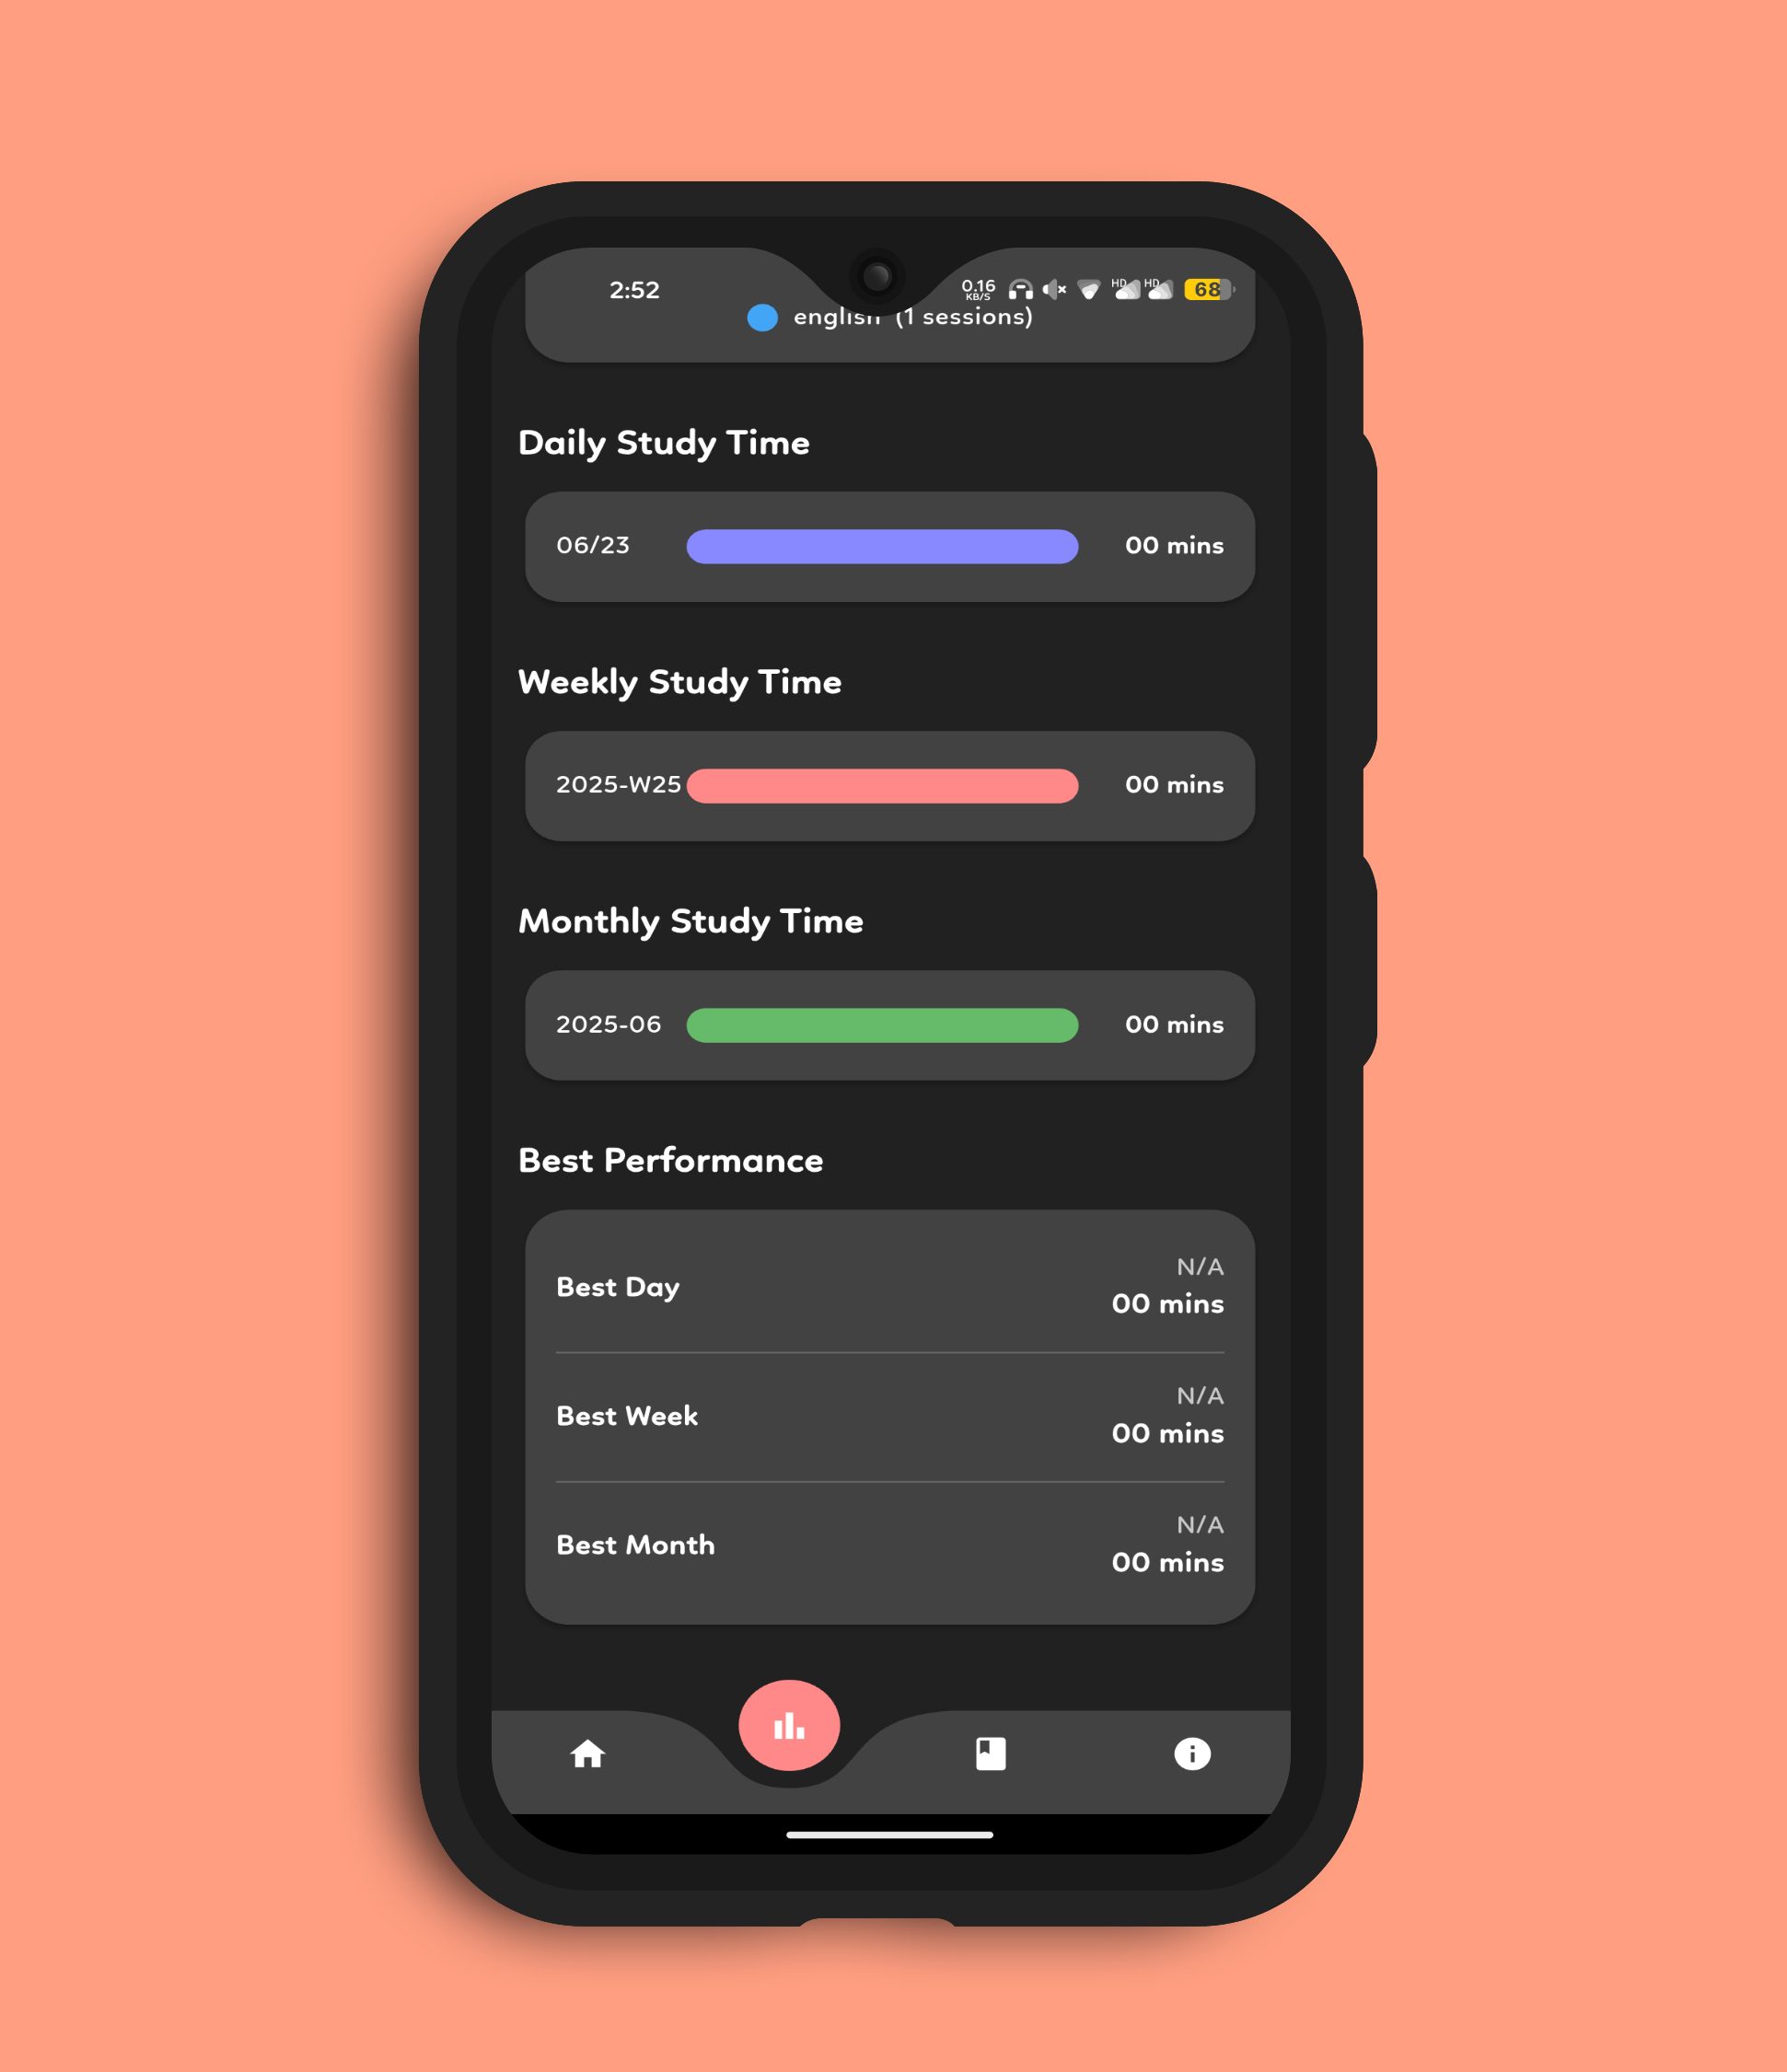 2:52
0.16
KB/S
HD HD
68
english (1 sessions)
Daily Study Time
06/23 00 mins
Weekly Study Time
2025-W25 00 mins
Monthly Study Time
2025-06 00 mins
Best Performance
N/A
Best Day
00 mins
N/A
Best Week
00 mins
N/A
Best Month
00 mins